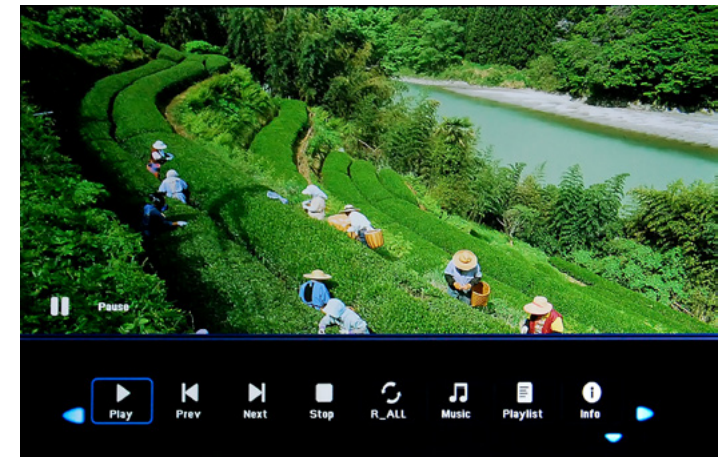 Pause
Play
Prev
Next
Stop
R_ALL
Music
Playlist
Info